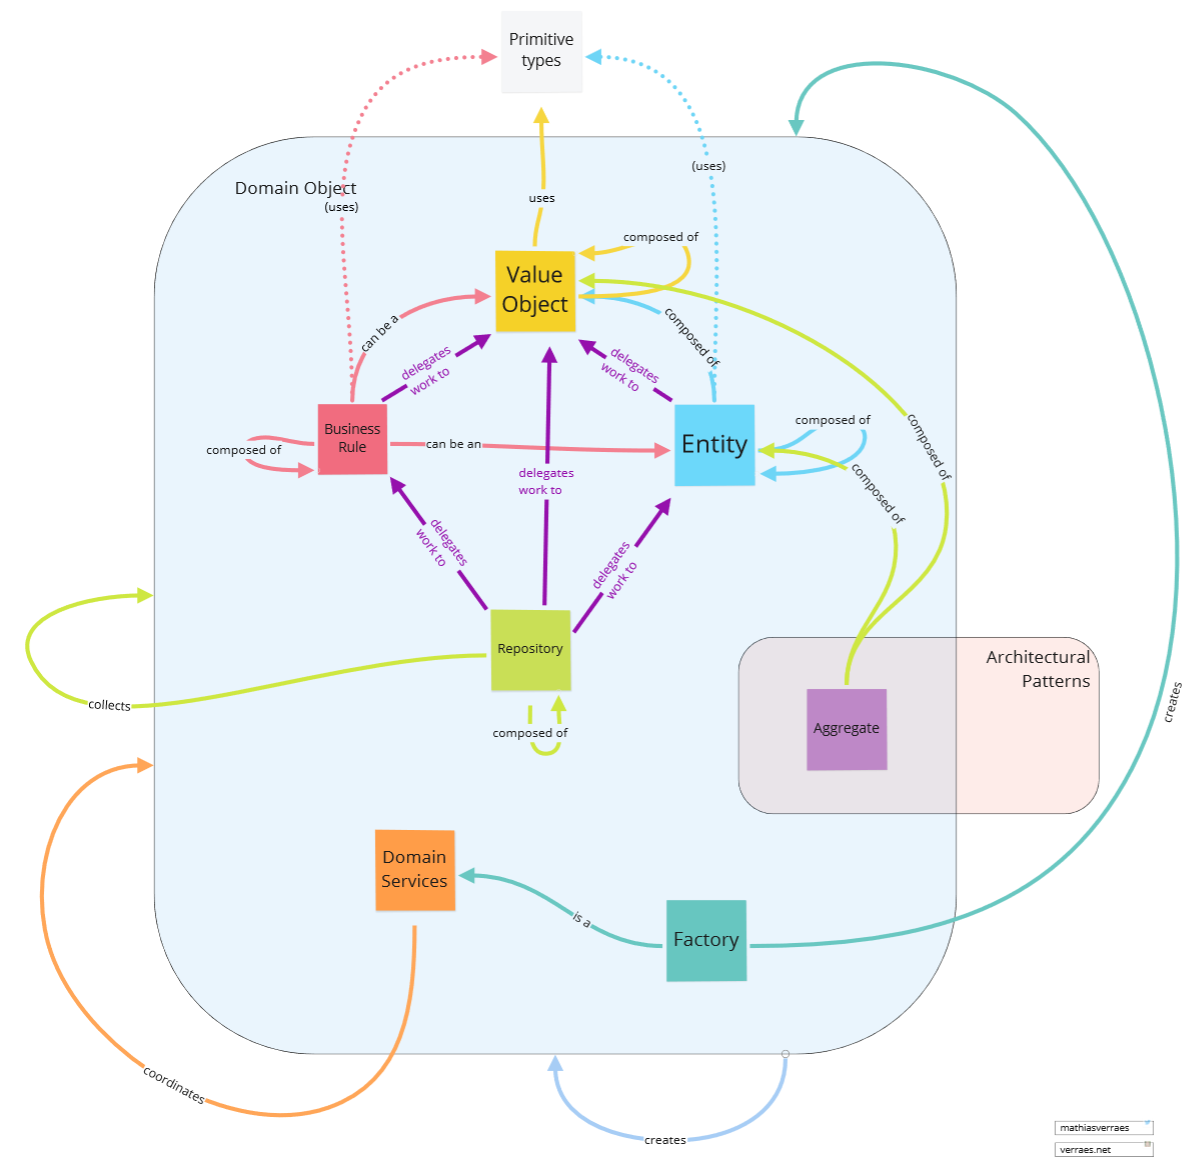 Primitive
types
(uses)
Domain Object
(uses)
uses
composed of
Value
Object
can be a
composed of
delegates
work to
delegates
work to
Business
Rule
composed of
can be an
Entity
composed of
composed of
composed of
delegates
work to
delegates
work to
delegates
work to
Repository
composed of
collects
Architectural
Patterns
Aggregate
creates
Domain
Services
is a
Factory
coordinates
creates
mathiasverraes
verraes.net